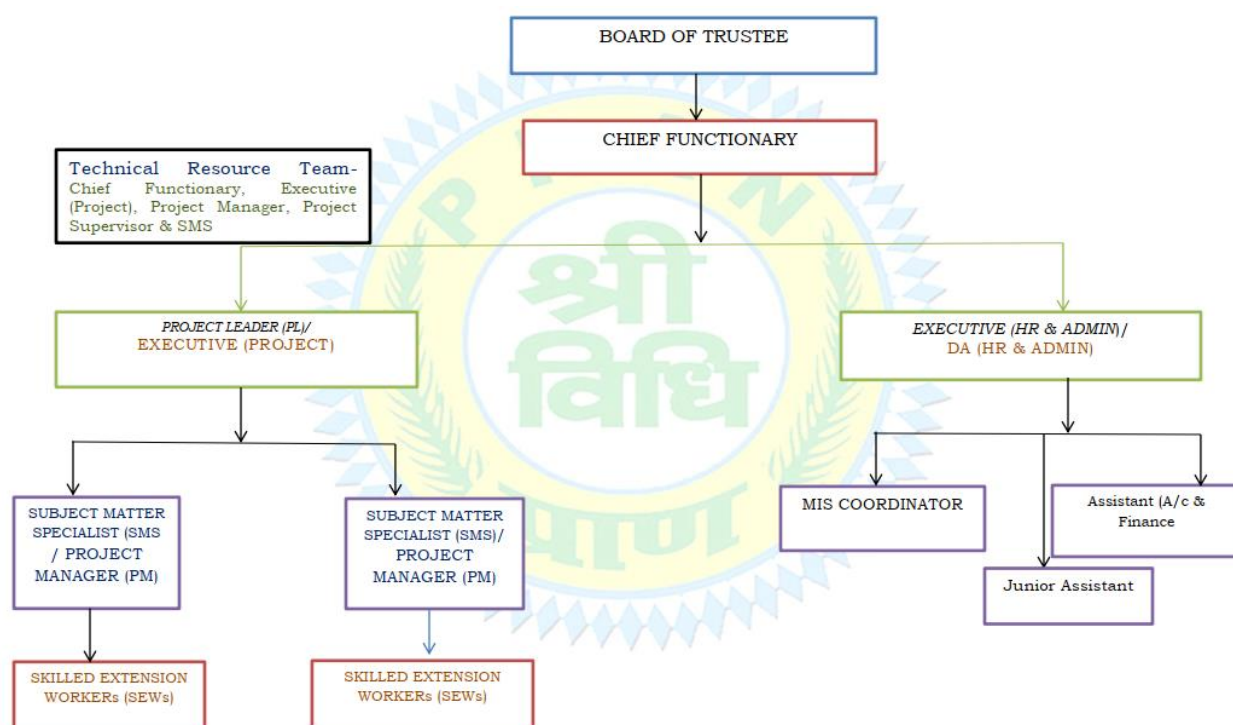 BOARD OF TRUSTEE
CHIEF FUNCTIONARY
Technical Resource Team-
Chief Functionary, Executive
(Project), Project Manager, Project
Supervisor & SMS
PRAN
श्री
विधि
प्राण
PROJECT LEADER (PL)/
EXECUTIVE (PROJECT)
EXECUTIVE (HR & ADMIN)/
DA (HR & ADMIN)
SUBJECT MATTER
SPECIALIST (SMS
/ PROJECT
MANAGER (PM)
SUBJECT MATTER
SPECIALIST (SMS)/
PROJECT
MANAGER (PM)
MIS COORDINATOR
Assistant (A/c &
Finance
Junior Assistant
SKILLED EXTENSION
WORKERs (SEWs)
SKILLED EXTENSION
WORKERs (SEWs)